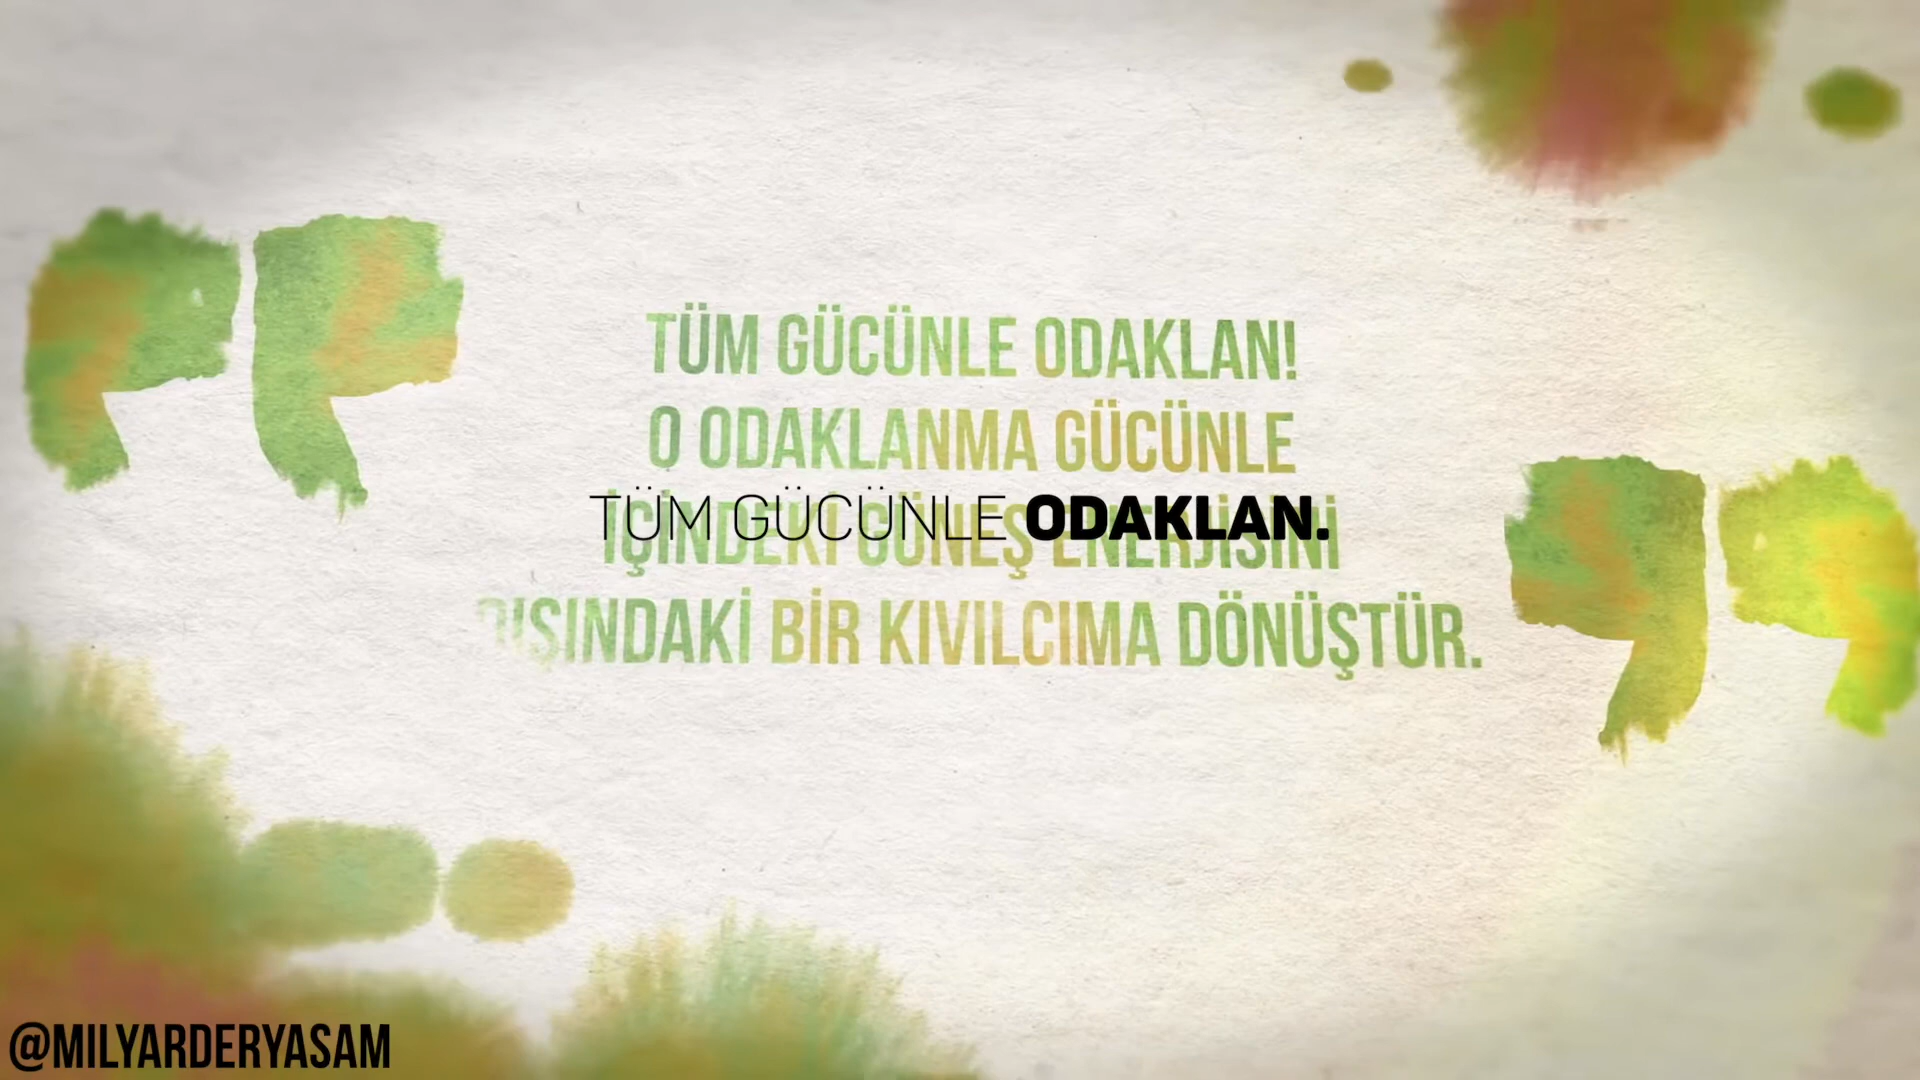 TÜM GÜCÜNLE ODAKLAN!
O ODAKLANMA GÜCÜNLE
TÜM GÜCÜNLE ODAKLAN.
İÇİNDEKİ GÜNEŞ ENERJİSİNİ
BİR KIVILCIMA DÖNÜŞTÜR.
@MILYARDERYASAM